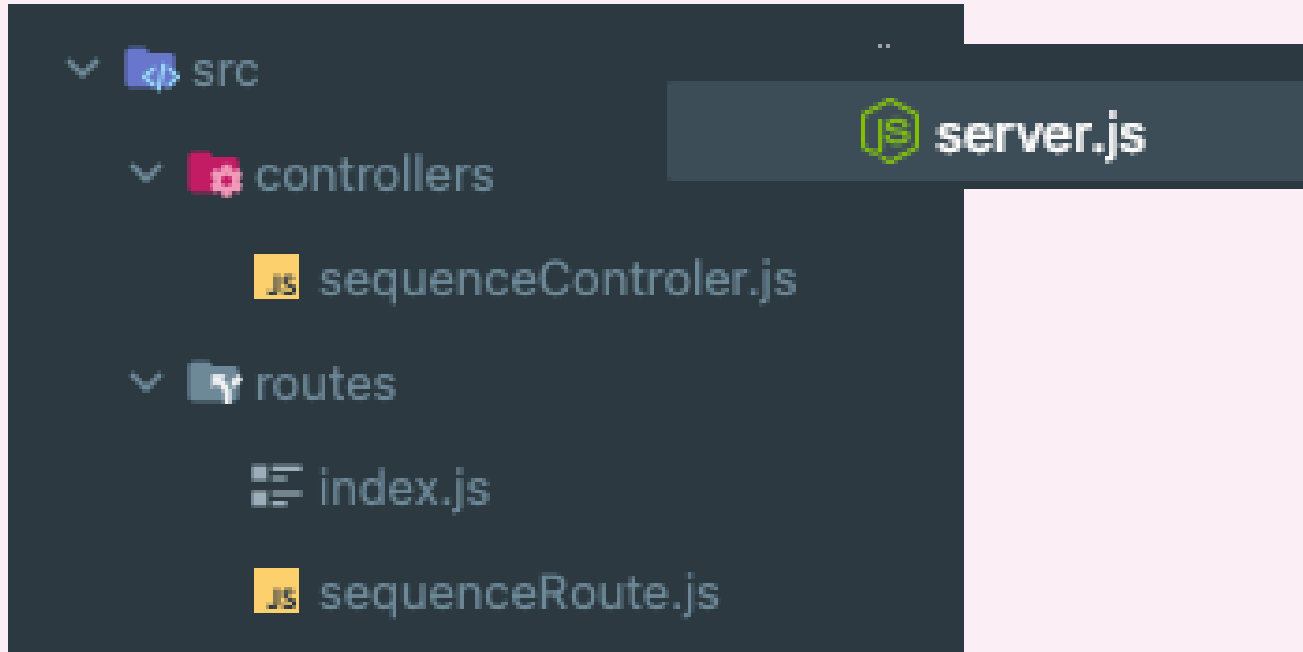 src
server.js
controllers
sequenceControler.js
routes
index.js
sequenceRoute.js